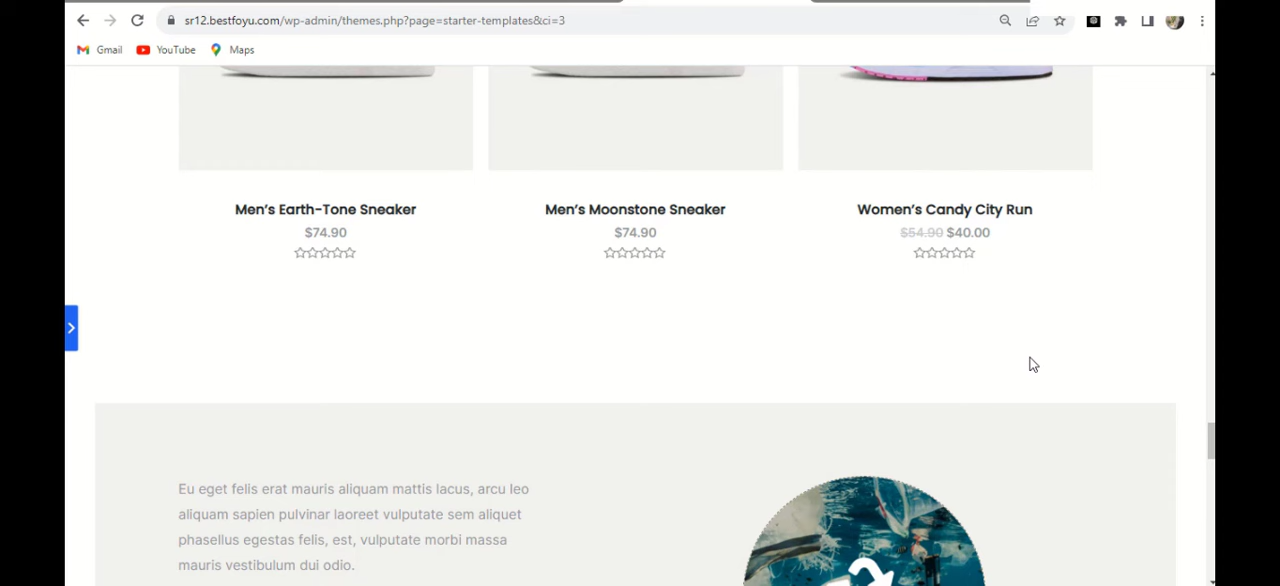 sr12.bestfoyu.com/wp-admin/themes.php?page=starter-templates&ci=3
Gmail YouTube Maps
Men's Earth-Tone Sneaker Men's Moonstone Sneaker Women's Candy City Run
$74.90 $74.90 $54.90 $40.00
Eu eget felis erat mauris aliquam mattis lacus, arcu leo
aliquam sapien pulvinar laoreet vulputate sem aliquet
phasellus egestas felis, est, vulputate morbi massa
mauris vestibulum dui odio.